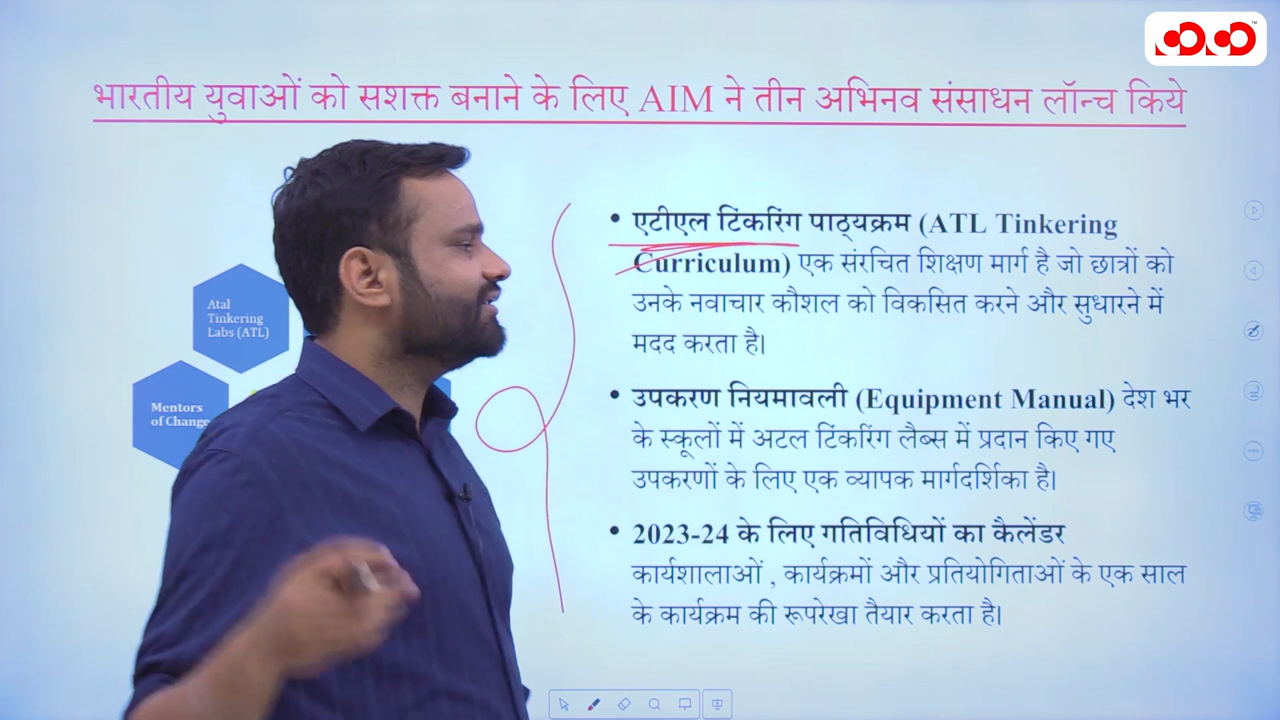 भारतीय युवाओं को सशक्त बनाने के लिए AIM ने तीन अभिनव संसाधन लॉन्च किये
Atal
Tinkering
Labs (ATL)
Mentors
of Change
• एटीएल टिंकरिंग पाठ्यक्रम (ATL Tinkering
Curriculum) एक संरचित शिक्षण मार्ग है जो छात्रों को
उनके नवाचार कौशल को विकसित करने और सुधारने में
मदद करता है।
• उपकरण नियमावली (Equipment Manual) देश भर
के स्कूलों में अटल टिंकरिंग लैब्स में प्रदान किए गए
उपकरणों के लिए एक व्यापक मार्गदर्शिका है।
• 2023-24 के लिए गतिविधियों का कैलेंडर
कार्यशालाओं , कार्यक्रमों और प्रतियोगिताओं के एक साल
के कार्यक्रम की रूपरेखा तैयार करता है।